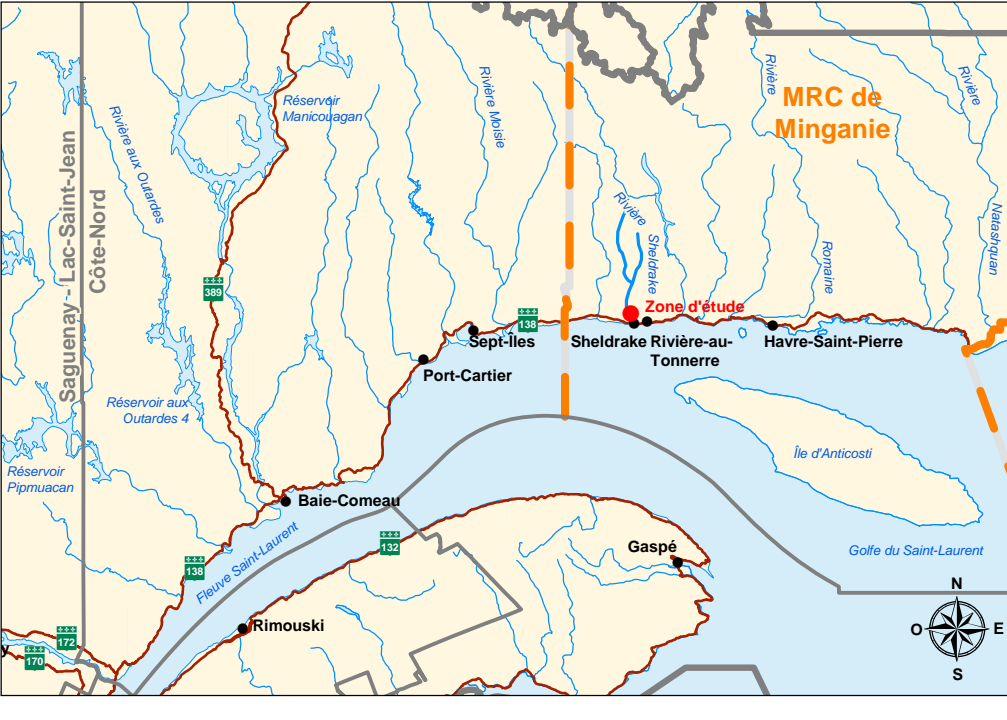 Réservoir
Manicouagan
Rivière aux Outardes
Rivière Moisie
Rivière
Romaine
Rivière
Natashquan
MRC de
Minganie
Saguenay - Lac-Saint-Jean
Côte-Nord
389
Rivière
Sheldrake
Zone d'étude
138
Sept-Îles
Sheldrake
Rivière-au-
Tonnerre
Havre-Saint-Pierre
Port-Cartier
Réservoir aux
Outardes 4
Réservoir
Pipmuacan
Île d'Anticosti
Baie-Comeau
Fleuve Saint-Laurent
132
138
Gaspé
Golfe du Saint-Laurent
Rimouski
172
170
y
N
O
E
S